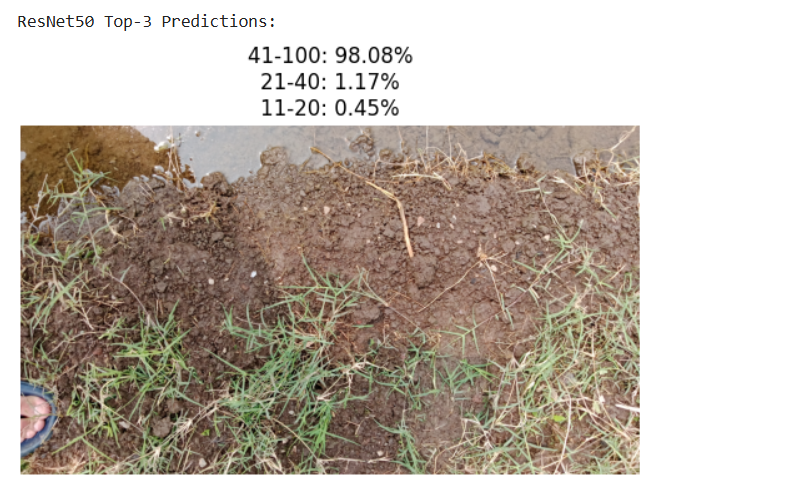 ResNet50 Top-3 Predictions:
41-100: 98.08%
21-40: 1.17%
11-20: 0.45%